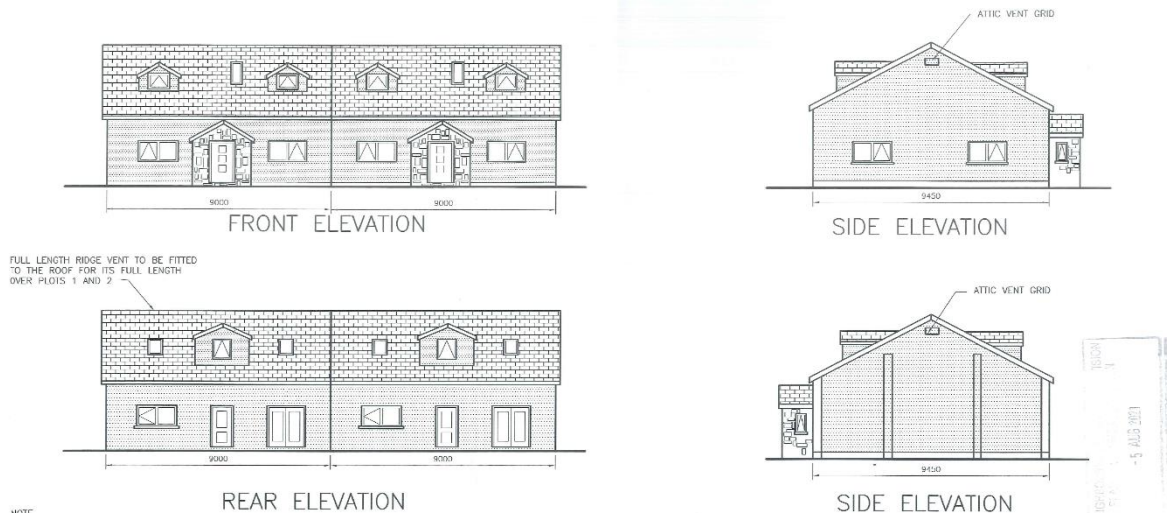 ATTIC VENT GRID
9000
9000
FRONT ELEVATION
9450
SIDE ELEVATION
FULL LENGTH RIDGE VENT TO BE FITTED
TO THE ROOF FOR ITS FULL LENGTH
OVER PLOTS 1 AND 2
9000
9000
REAR ELEVATION
ATTIC VENT GRID
9450
SIDE ELEVATION
-5 AUG
NOTE